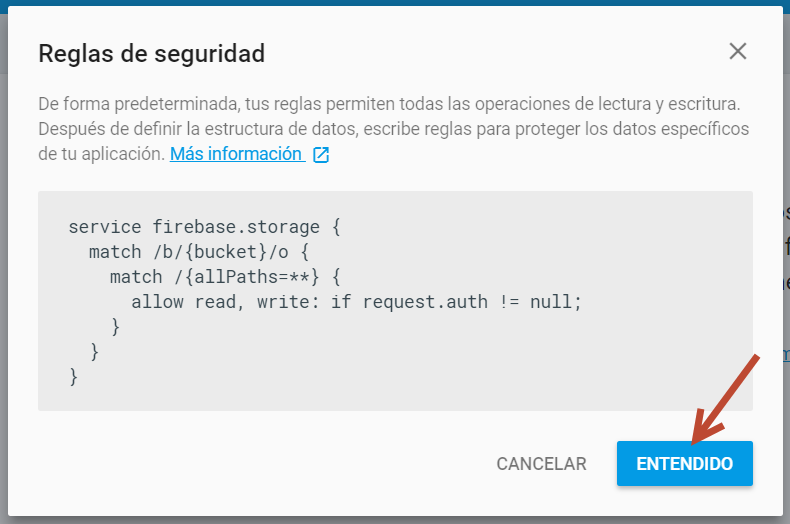 Reglas de seguridad
De forma predeterminada, tus reglas permiten todas las operaciones de lectura y escritura.
Después de definir la estructura de datos, escribe reglas para proteger los datos específicos
de tu aplicación. Más información
service firebase.storage {
  match /b/{bucket}/o {
    match /{allPaths=**} {
      allow read, write: if request.auth != null;
    }
  }
}
CANCELAR ENTENDIDO